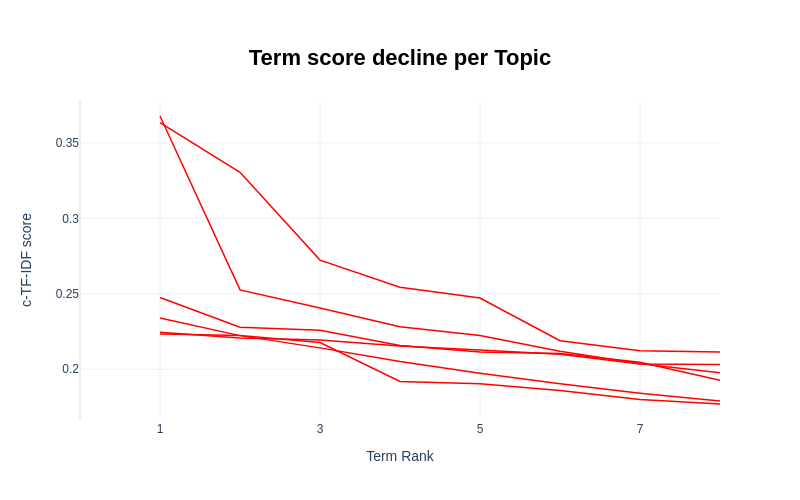 Term score decline per Topic
c-TF-IDF score
0.35
0.3
0.25
0.2
1 3 5 7
Term Rank